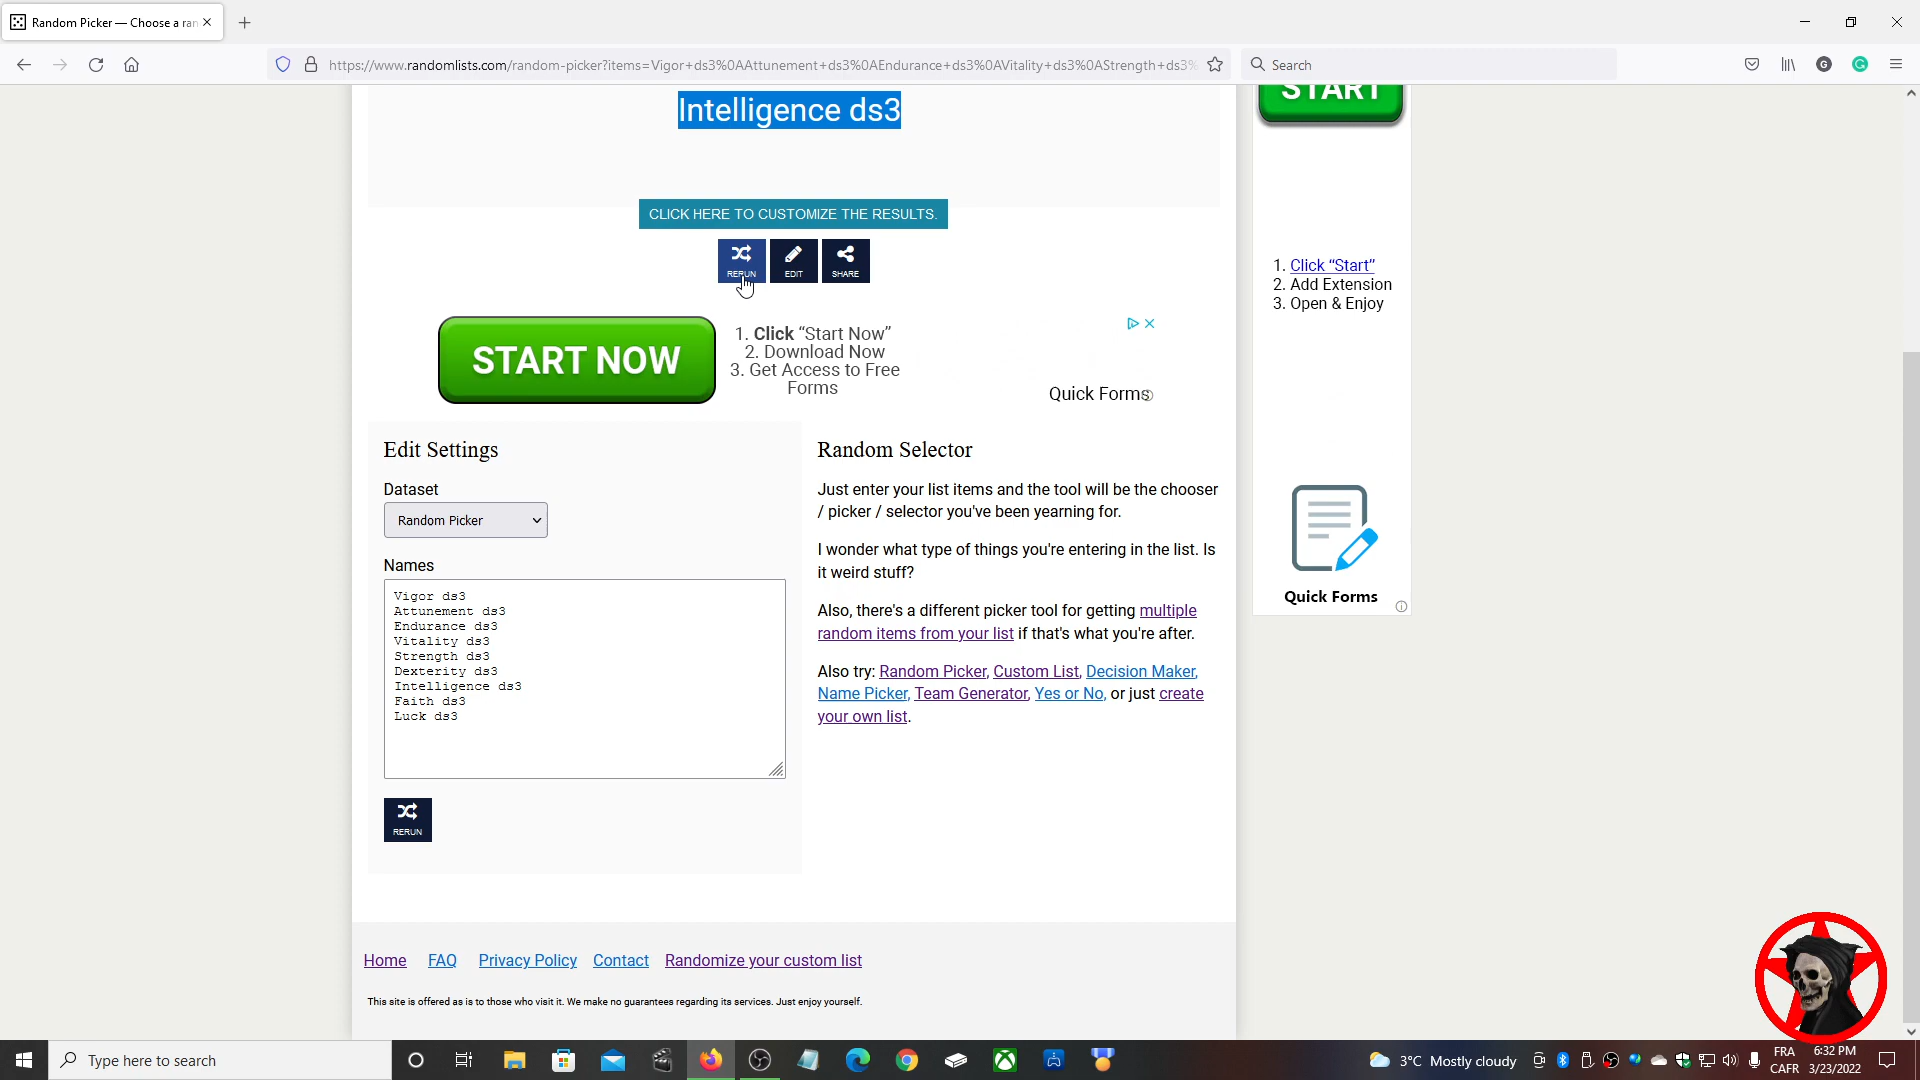 Random Picker — Choose a ran
https://www.randomlists.com/random-picker?items=Vigor+ds3%0AAttunement+ds3%0AEndurance+ds3%0AVitality+ds3%0AStrength+ds3%
Search
Intelligence ds3
CLICK HERE TO CUSTOMIZE THE RESULTS.
RERUN
EDIT
SHARE
START NOW
1. Click “Start Now”
2. Download Now
3. Get Access to Free
Forms
Quick Forms
START
1. Click “Start”
2. Add Extension
3. Open & Enjoy
Quick Forms
Edit Settings
Dataset
Random Picker
Names
Vigor ds3
Attunement ds3
Endurance ds3
Vitality ds3
Strength ds3
Dexterity ds3
Intelligence ds3
Faith ds3
Luck ds3
RERUN
Random Selector
Just enter your list items and the tool will be the chooser
/ picker / selector you've been yearning for.
I wonder what type of things you're entering in the list. Is
it weird stuff?
Also, there's a different picker tool for getting multiple
random items from your list if that's what you're after.
Also try: Random Picker, Custom List, Decision Maker,
Name Picker, Team Generator, Yes or No, or just create
your own list.
Home FAQ Privacy Policy Contact Randomize your custom list
This site is offered as is to those who visit it. We make no guarantees regarding its services. Just enjoy yourself.
Type here to search
3°C Mostly cloudy
FRA
CAFR
6:32 PM
3/23/2022